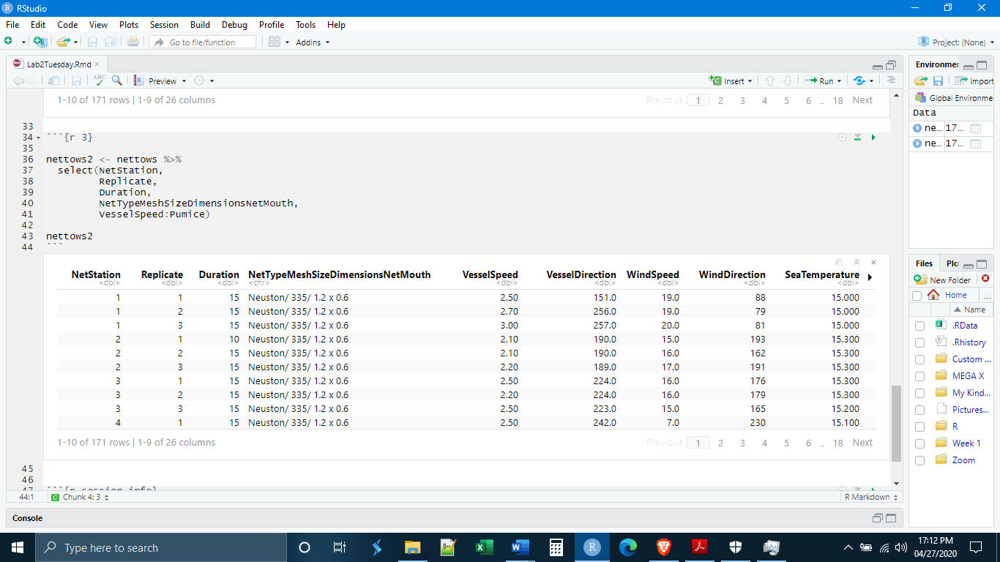 RStudio
File Edit Code View Plots Session Build Debug Profile Tools Help
Go to file/function Addins Project: (None)
Lab2Tuesday.Rmd
ABC Preview Insert Run
1-10 of 171 rows | 1-9 of 26 columns Previous 1 2 3 4 5 6 ... 18 Next
33
34 ```{r 3}
35
36 nettows2 <- nettows %>%
37 select(NetStation,
38 Replicate,
39 Duration,
40 NetTypeMeshSizeDimensionsNetMouth,
41 VesselSpeed:Pumice)
42
43 nettows2
44 ```
NetStation Replicate Duration NetTypeMeshSizeDimensionsNetMouth VesselSpeed VesselDirection WindSpeed WindDirection SeaTemperature
<dbl> <dbl> <dbl> <chr> <dbl> <dbl> <dbl> <dbl> <dbl>
1 1 15 Neuston/ 335/ 1.2 x 0.6 2.50 151.0 19.0 88 15.000
1 2 15 Neuston/ 335/ 1.2 x 0.6 2.70 256.0 19.0 79 15.000
1 3 15 Neuston/ 335/ 1.2 x 0.6 3.00 257.0 20.0 81 15.000
2 1 10 Neuston/ 335/ 1.2 x 0.6 2.10 190.0 15.0 193 15.300
2 2 15 Neuston/ 335/ 1.2 x 0.6 2.10 190.0 16.0 162 15.300
2 3 15 Neuston/ 335/ 1.2 x 0.6 2.20 189.0 17.0 191 15.300
3 1 15 Neuston/ 335/ 1.2 x 0.6 2.50 224.0 16.0 176 15.300
3 2 15 Neuston/ 335/ 1.2 x 0.6 2.20 224.0 16.0 179 15.300
3 3 15 Neuston/ 335/ 1.2 x 0.6 2.50 223.0 15.0 165 15.200
4 1 15 Neuston/ 335/ 1.2 x 0.6 2.50 242.0 7.0 230 15.100
1-10 of 171 rows | 1-9 of 26 columns Previous 1 2 3 4 5 6 ... 18 Next
45
46
47 ```{r session info}
44:1 Chunk 4: 3 R Markdown
Console
Environmer
Import
Global Environme
Data
ne... 17...
ne... 17...
Files Plo
New Folder
Home ...
Name
.RData
.Rhistory
Custom ...
MEGA X
My Kind...
Pictures...
R
Week 1
Zoom
Type here to search
17:12 PM
04/27/2020